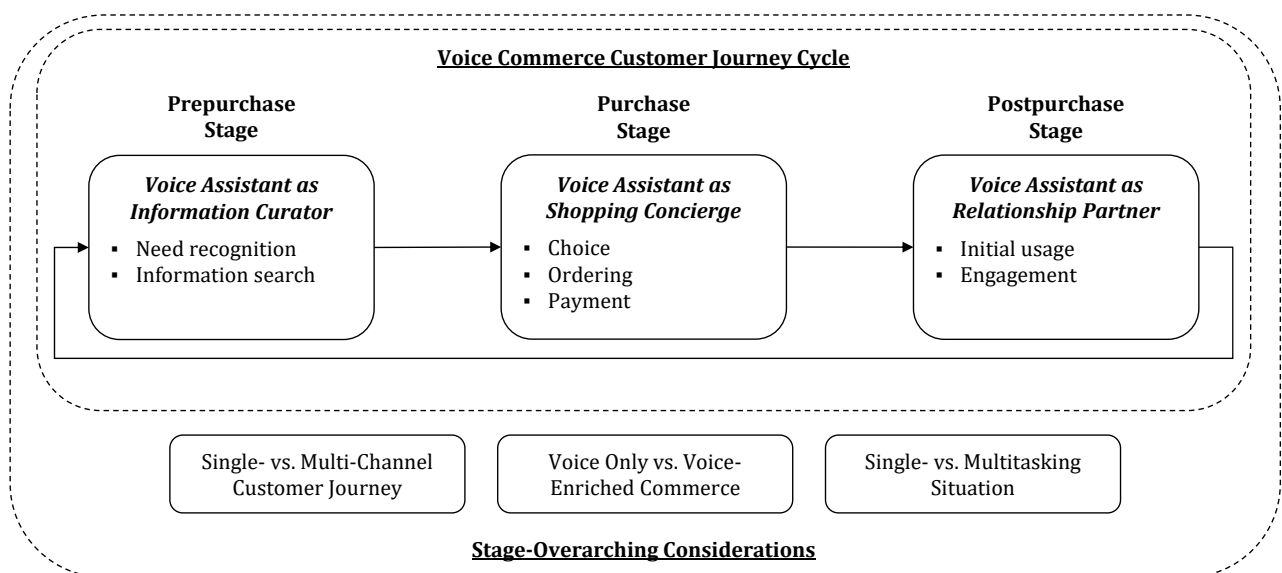 Voice Commerce Customer Journey Cycle
Prepurchase
Stage
Purchase
Stage
Postpurchase
Stage
Voice Assistant as
Information Curator
▪ Need recognition
▪ Information search
Voice Assistant as
Shopping Concierge
▪ Choice
▪ Ordering
▪ Payment
Voice Assistant as
Relationship Partner
▪ Initial usage
▪ Engagement
Single- vs. Multi-Channel
Customer Journey
Voice Only vs. Voice-
Enriched Commerce
Single- vs. Multitasking
Situation
Stage-Overarching Considerations